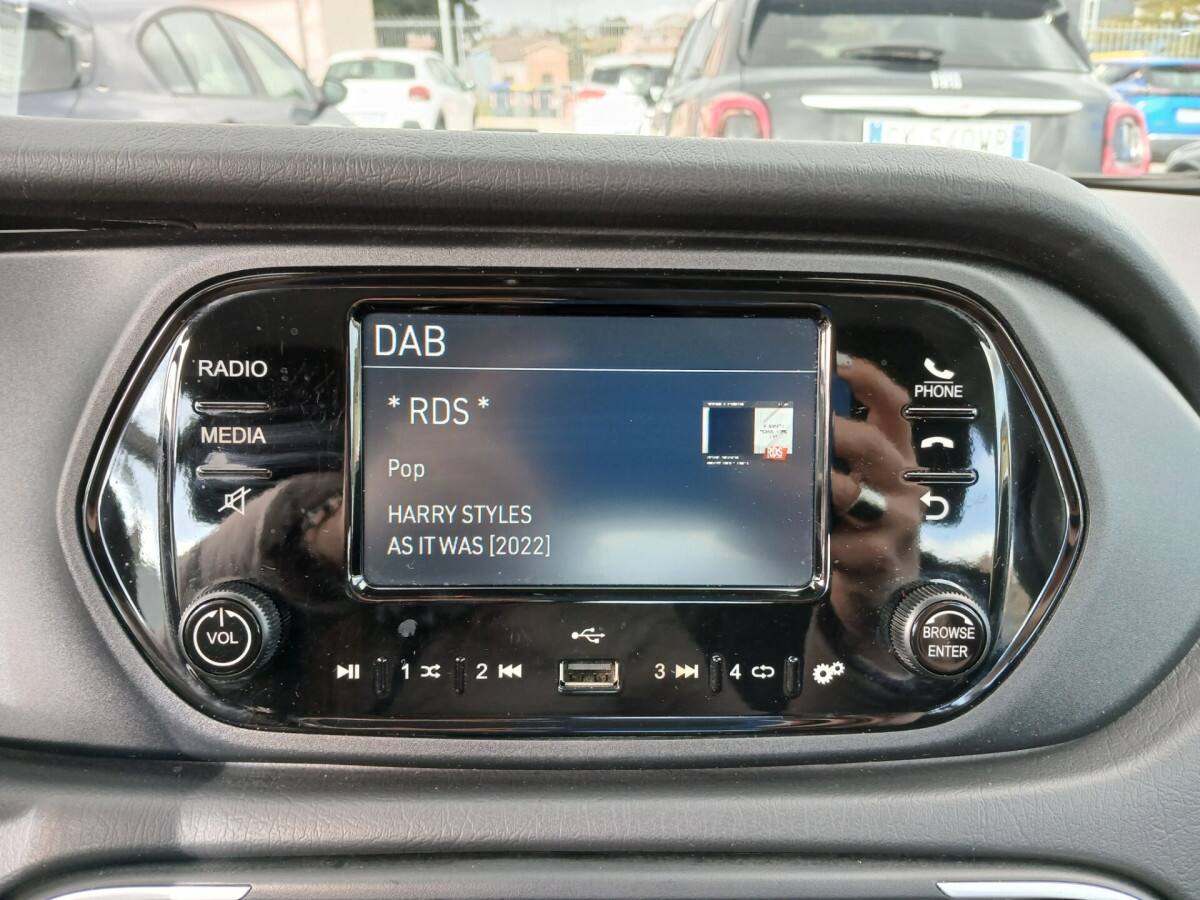 DAB
* RDS *
Pop
HARRY STYLES
AS IT WAS [2022]
RDS
RADIO
MEDIA
VOL
PHONE
BROWSE
ENTER
1
2
3
4